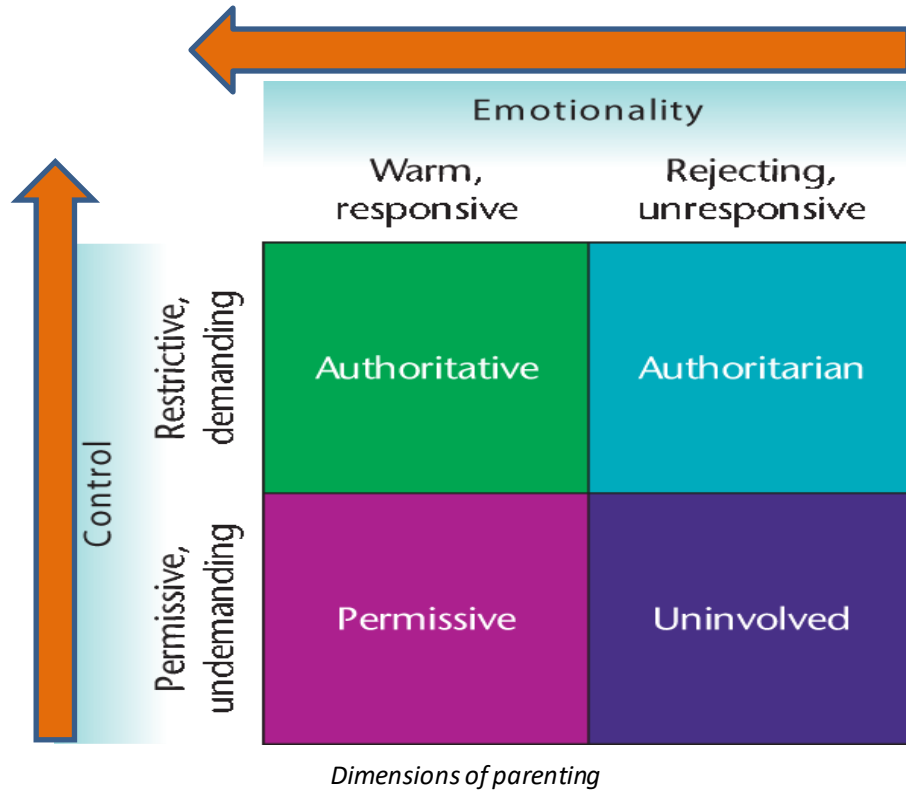 Emotionality
Warm,
responsive
Rejecting,
unresponsive
Control
Restrictive,
demanding
Authoritative
Authoritarian
Permissive,
undemanding
Permissive
Uninvolved
Dimensions of parenting